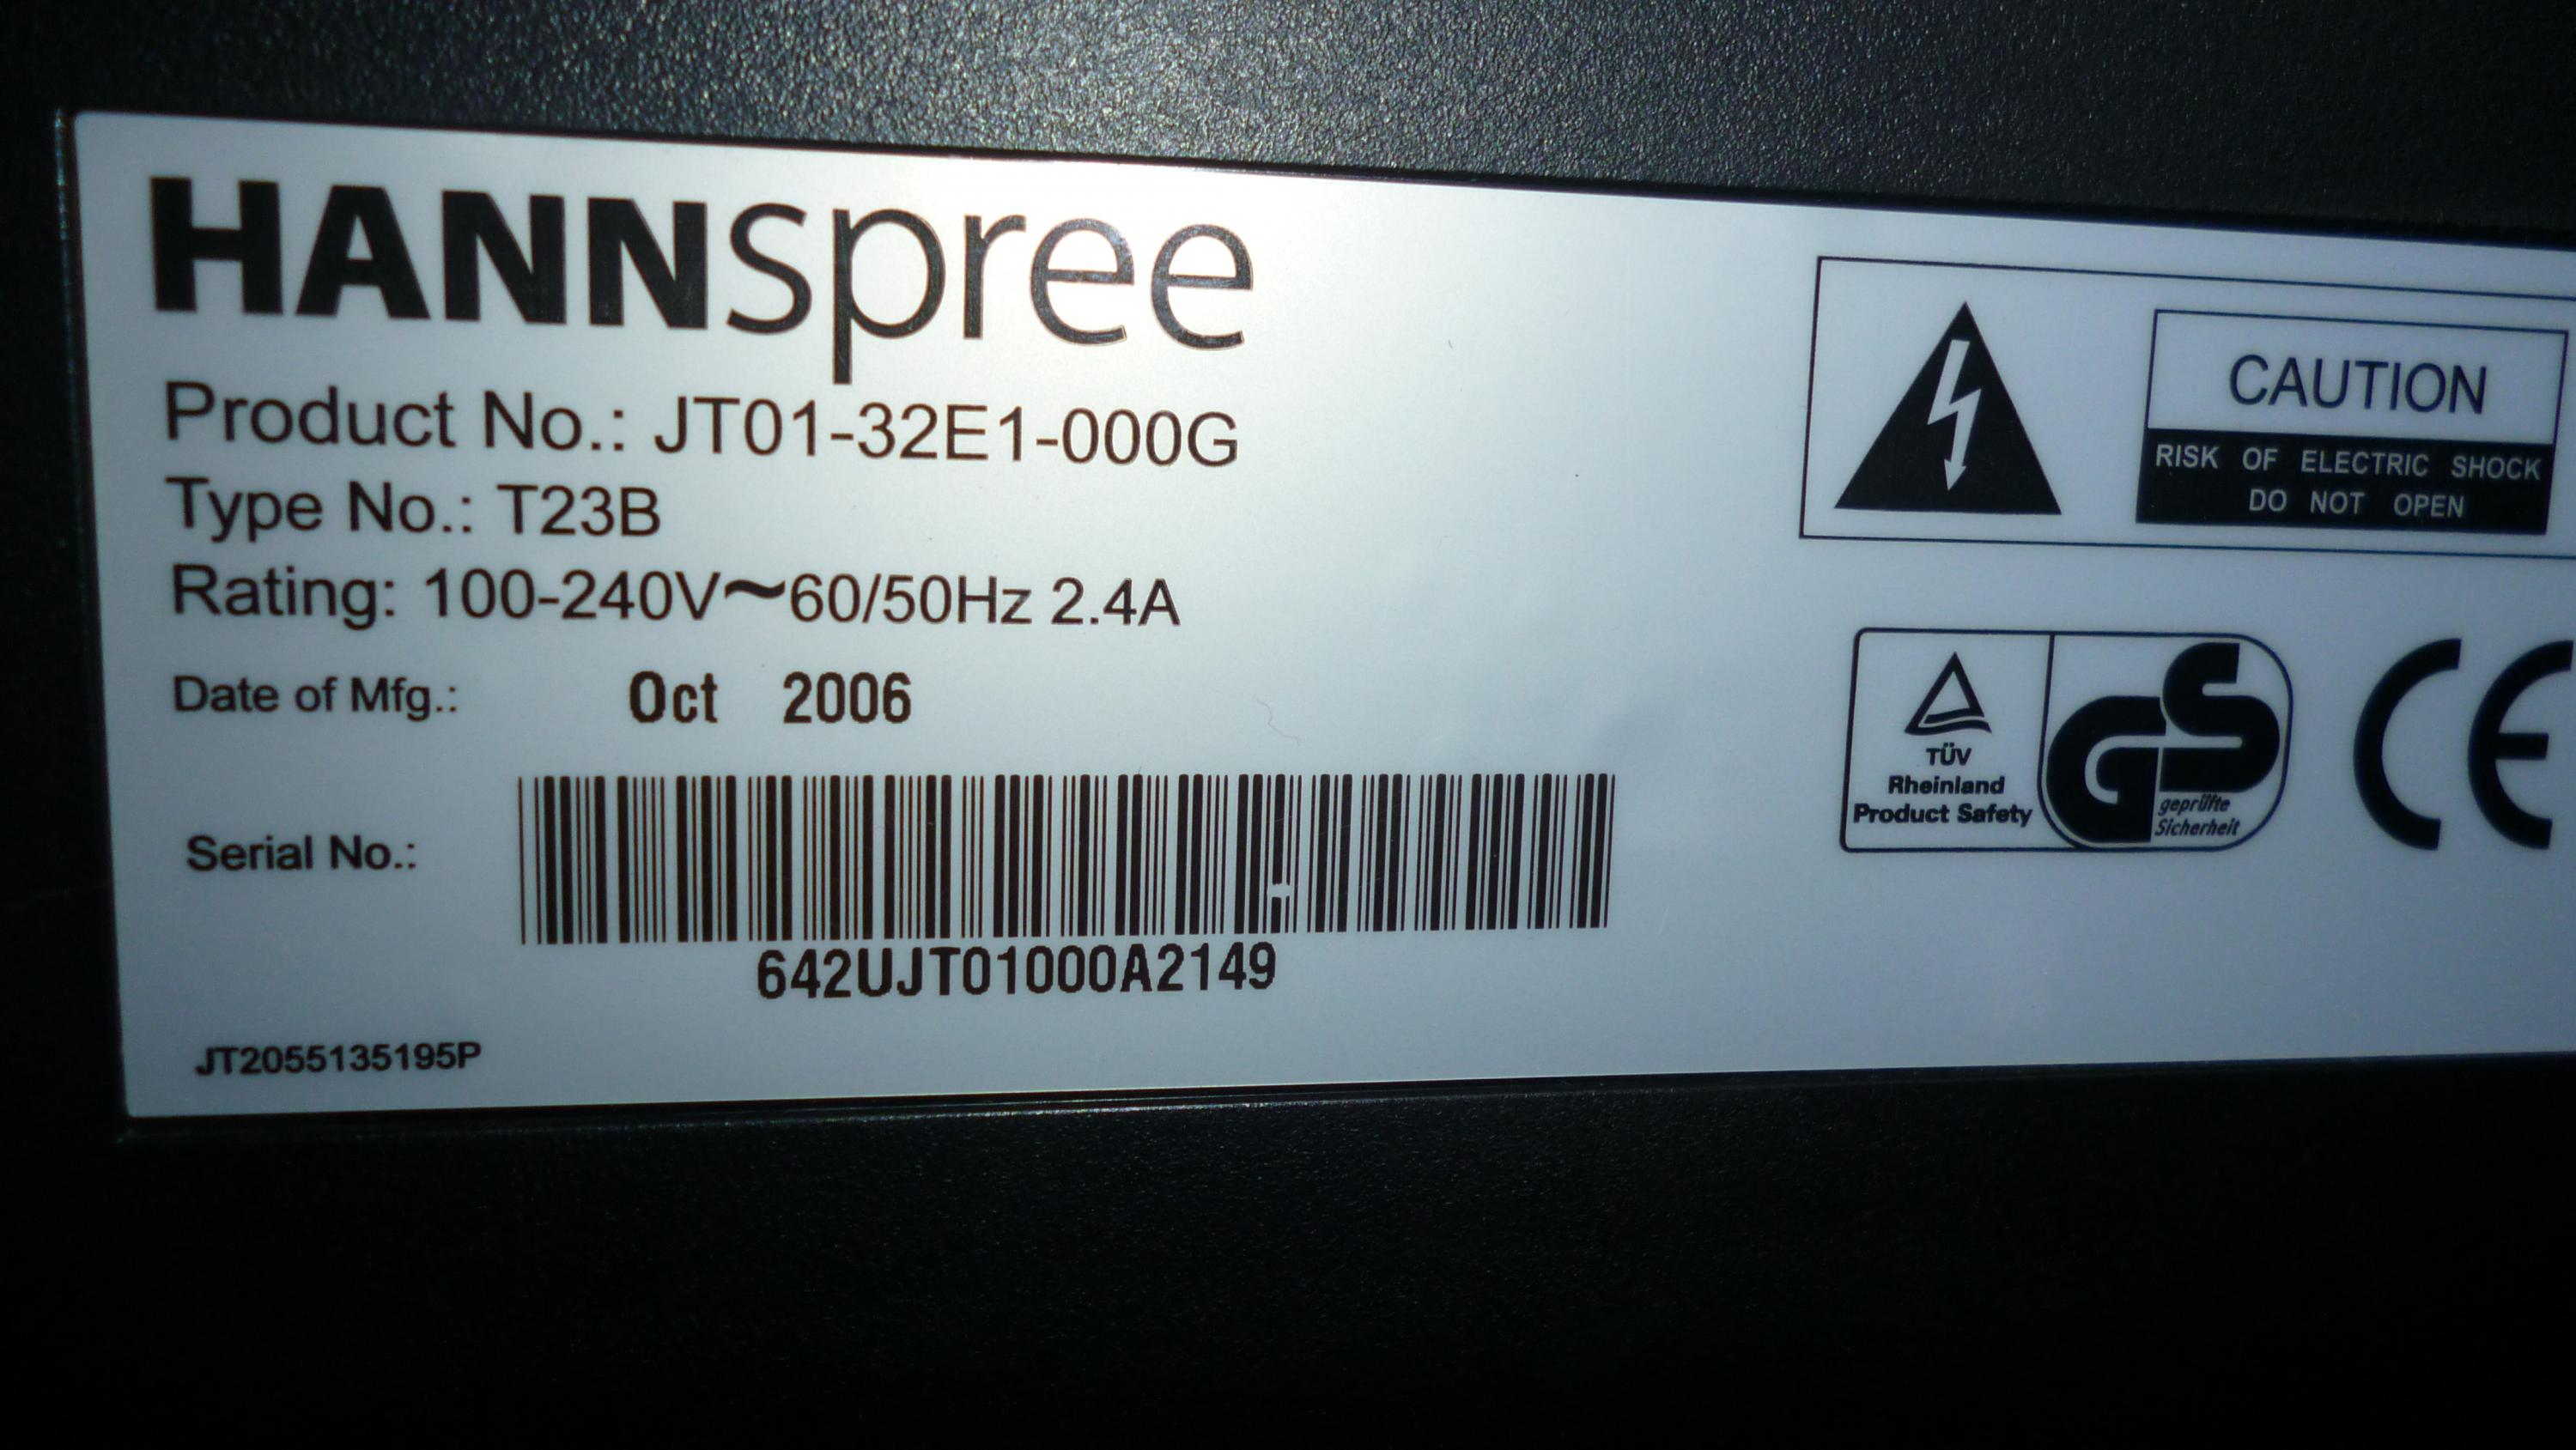 HANNspree
Product No.: JT01-32E1-000G
Type No.: T23B
Rating: 100-240V~60/50Hz 2.4A
Date of Mfg.: Oct 2006
Serial No.:
642UJT01000A2149
JT2055135195P
CAUTION
RISK OF ELECTRIC SHOCK
DO NOT OPEN
TÜV
Rheinland
Product Safety
GS
geprüfte
Sicherheit
CE